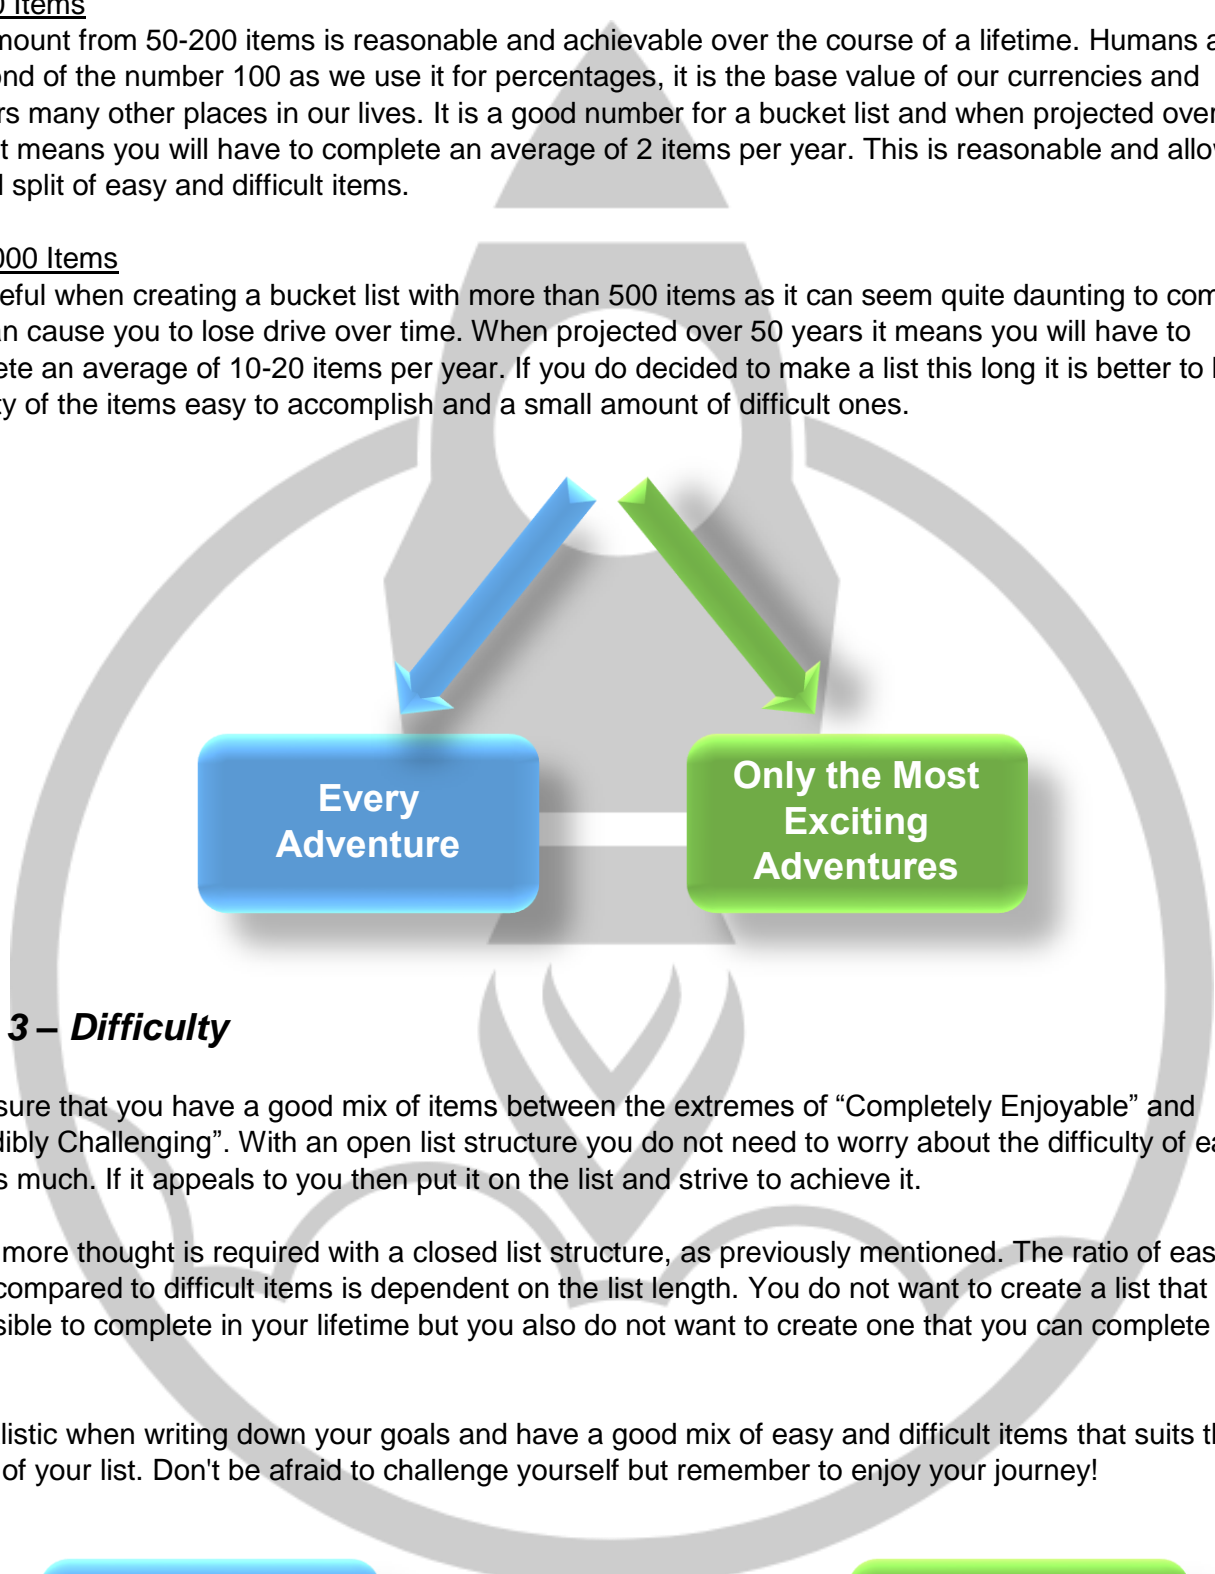 0 Items
mount from 50-200 items is reasonable and achievable over the course of a lifetime. Humans a
ond of the number 100 as we use it for percentages, it is the base value of our currencies and
rs many other places in our lives. It is a good number for a bucket list and when projected over
t means you will have to complete an average of 2 items per year. This is reasonable and allow
l split of easy and difficult items.
000 Items
eful when creating a bucket list with more than 500 items as it can seem quite daunting to com
an cause you to lose drive over time. When projected over 50 years it means you will have to
ete an average of 10-20 items per year. If you do decided to make a list this long it is better to
ty of the items easy to accomplish and a small amount of difficult ones.
Every
Adventure
Only the Most
Exciting
Adventures
3 – Difficulty
sure that you have a good mix of items between the extremes of “Completely Enjoyable” and
dibly Challenging”. With an open list structure you do not need to worry about the difficulty of ea
s much. If it appeals to you then put it on the list and strive to achieve it.
more thought is required with a closed list structure, as previously mentioned. The ratio of eas
compared to difficult items is dependent on the list length. You do not want to create a list that
sible to complete in your lifetime but you also do not want to create one that you can complete
listic when writing down your goals and have a good mix of easy and difficult items that suits th
of your list. Don't be afraid to challenge yourself but remember to enjoy your journey!